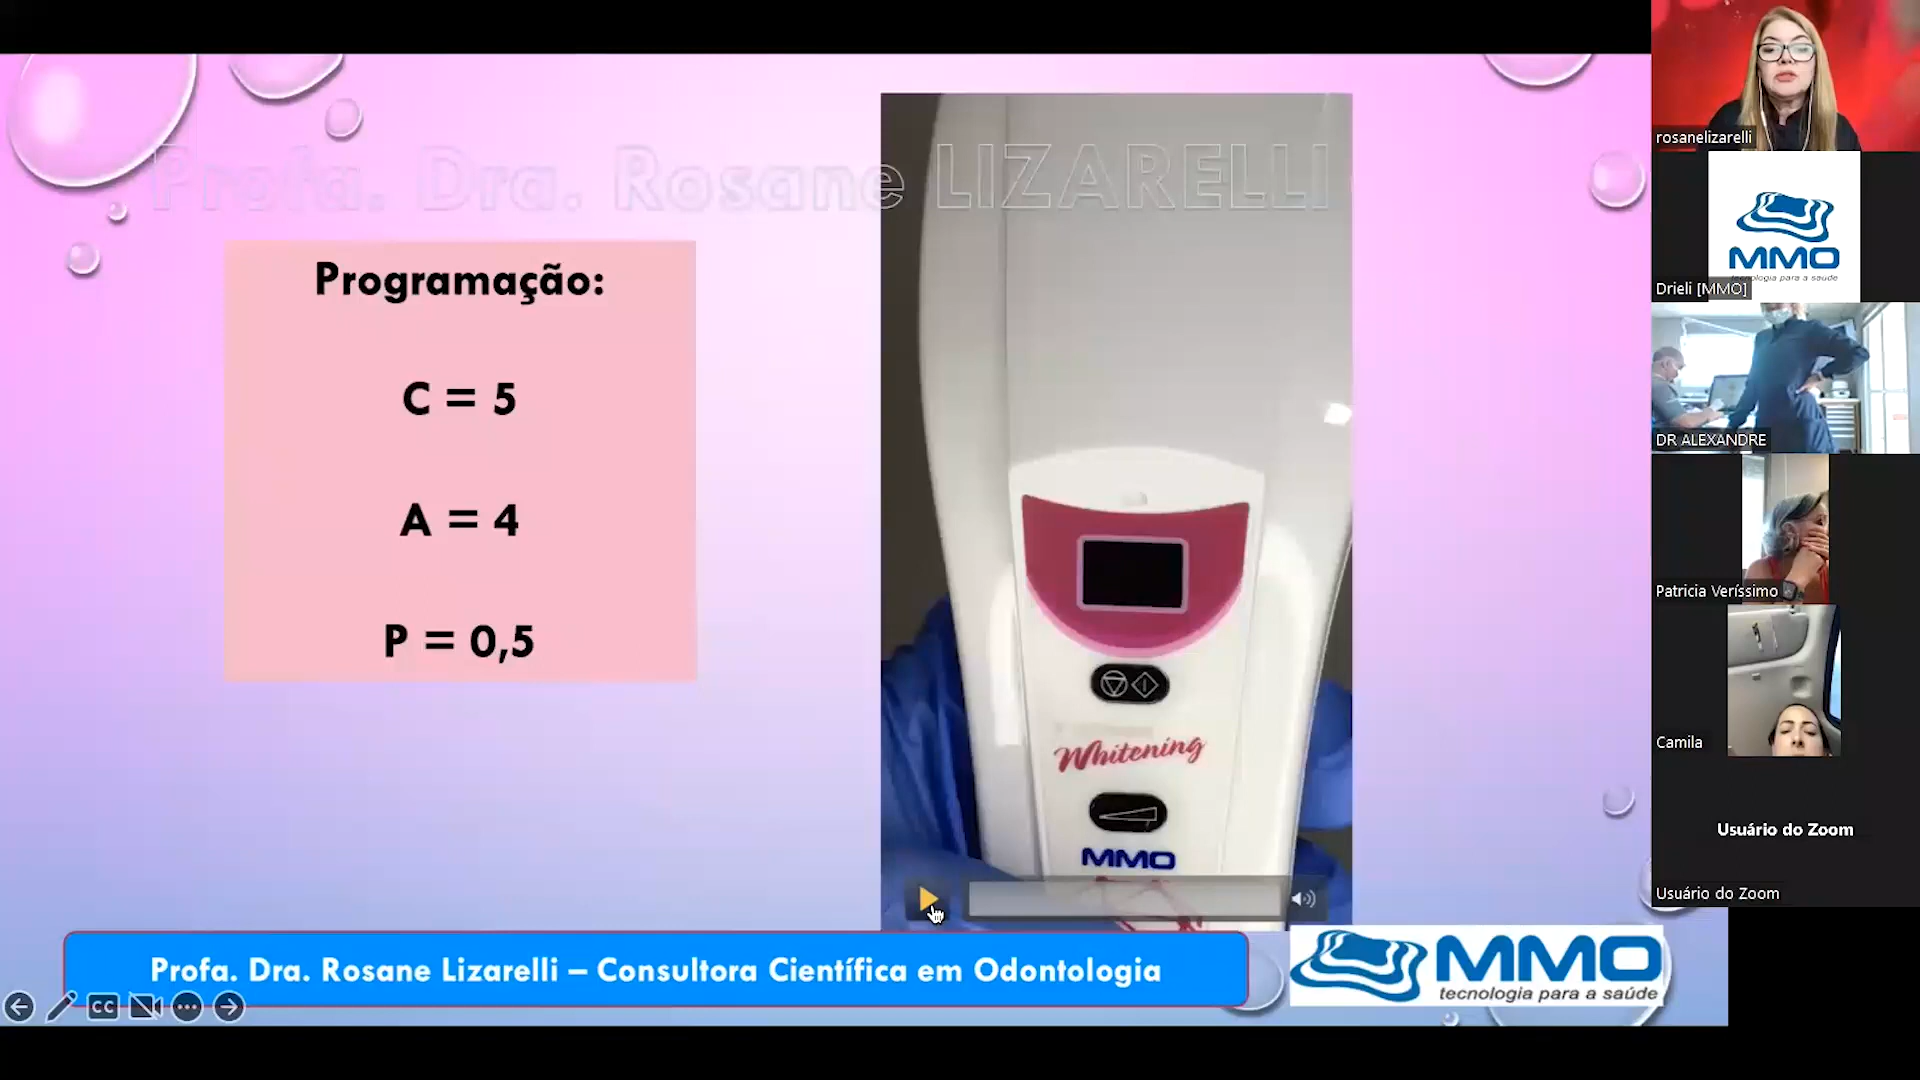 Profa. Dra. Rosane LIZARELLI
Programação:
C = 5
A = 4
P = 0,5
Whitening
MMO
Profa. Dra. Rosane Lizarelli – Consultora Científica em Odontologia
MMO
tecnologia para a saúde
CC
rosanelizarelli
MMO
tecnologia para a saúde
Drieli [MMO]
DR ALEXANDRE
Patricia Veríssimo
Camila
Usuário do Zoom
Usuário do Zoom